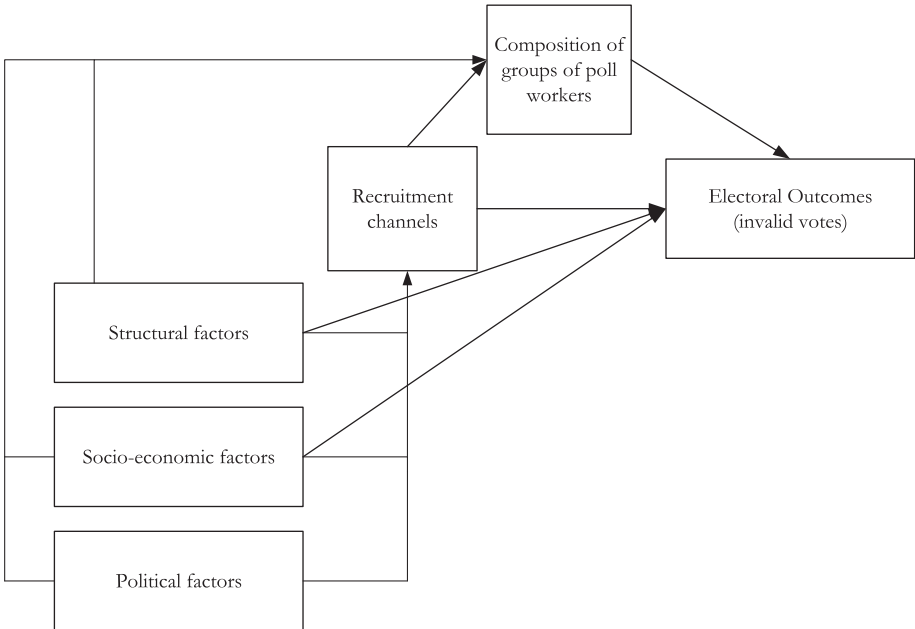 Composition of
groups of poll
workers
Recruitment
channels
Electoral Outcomes
(invalid votes)
Structural factors
Socio-economic factors
Political factors